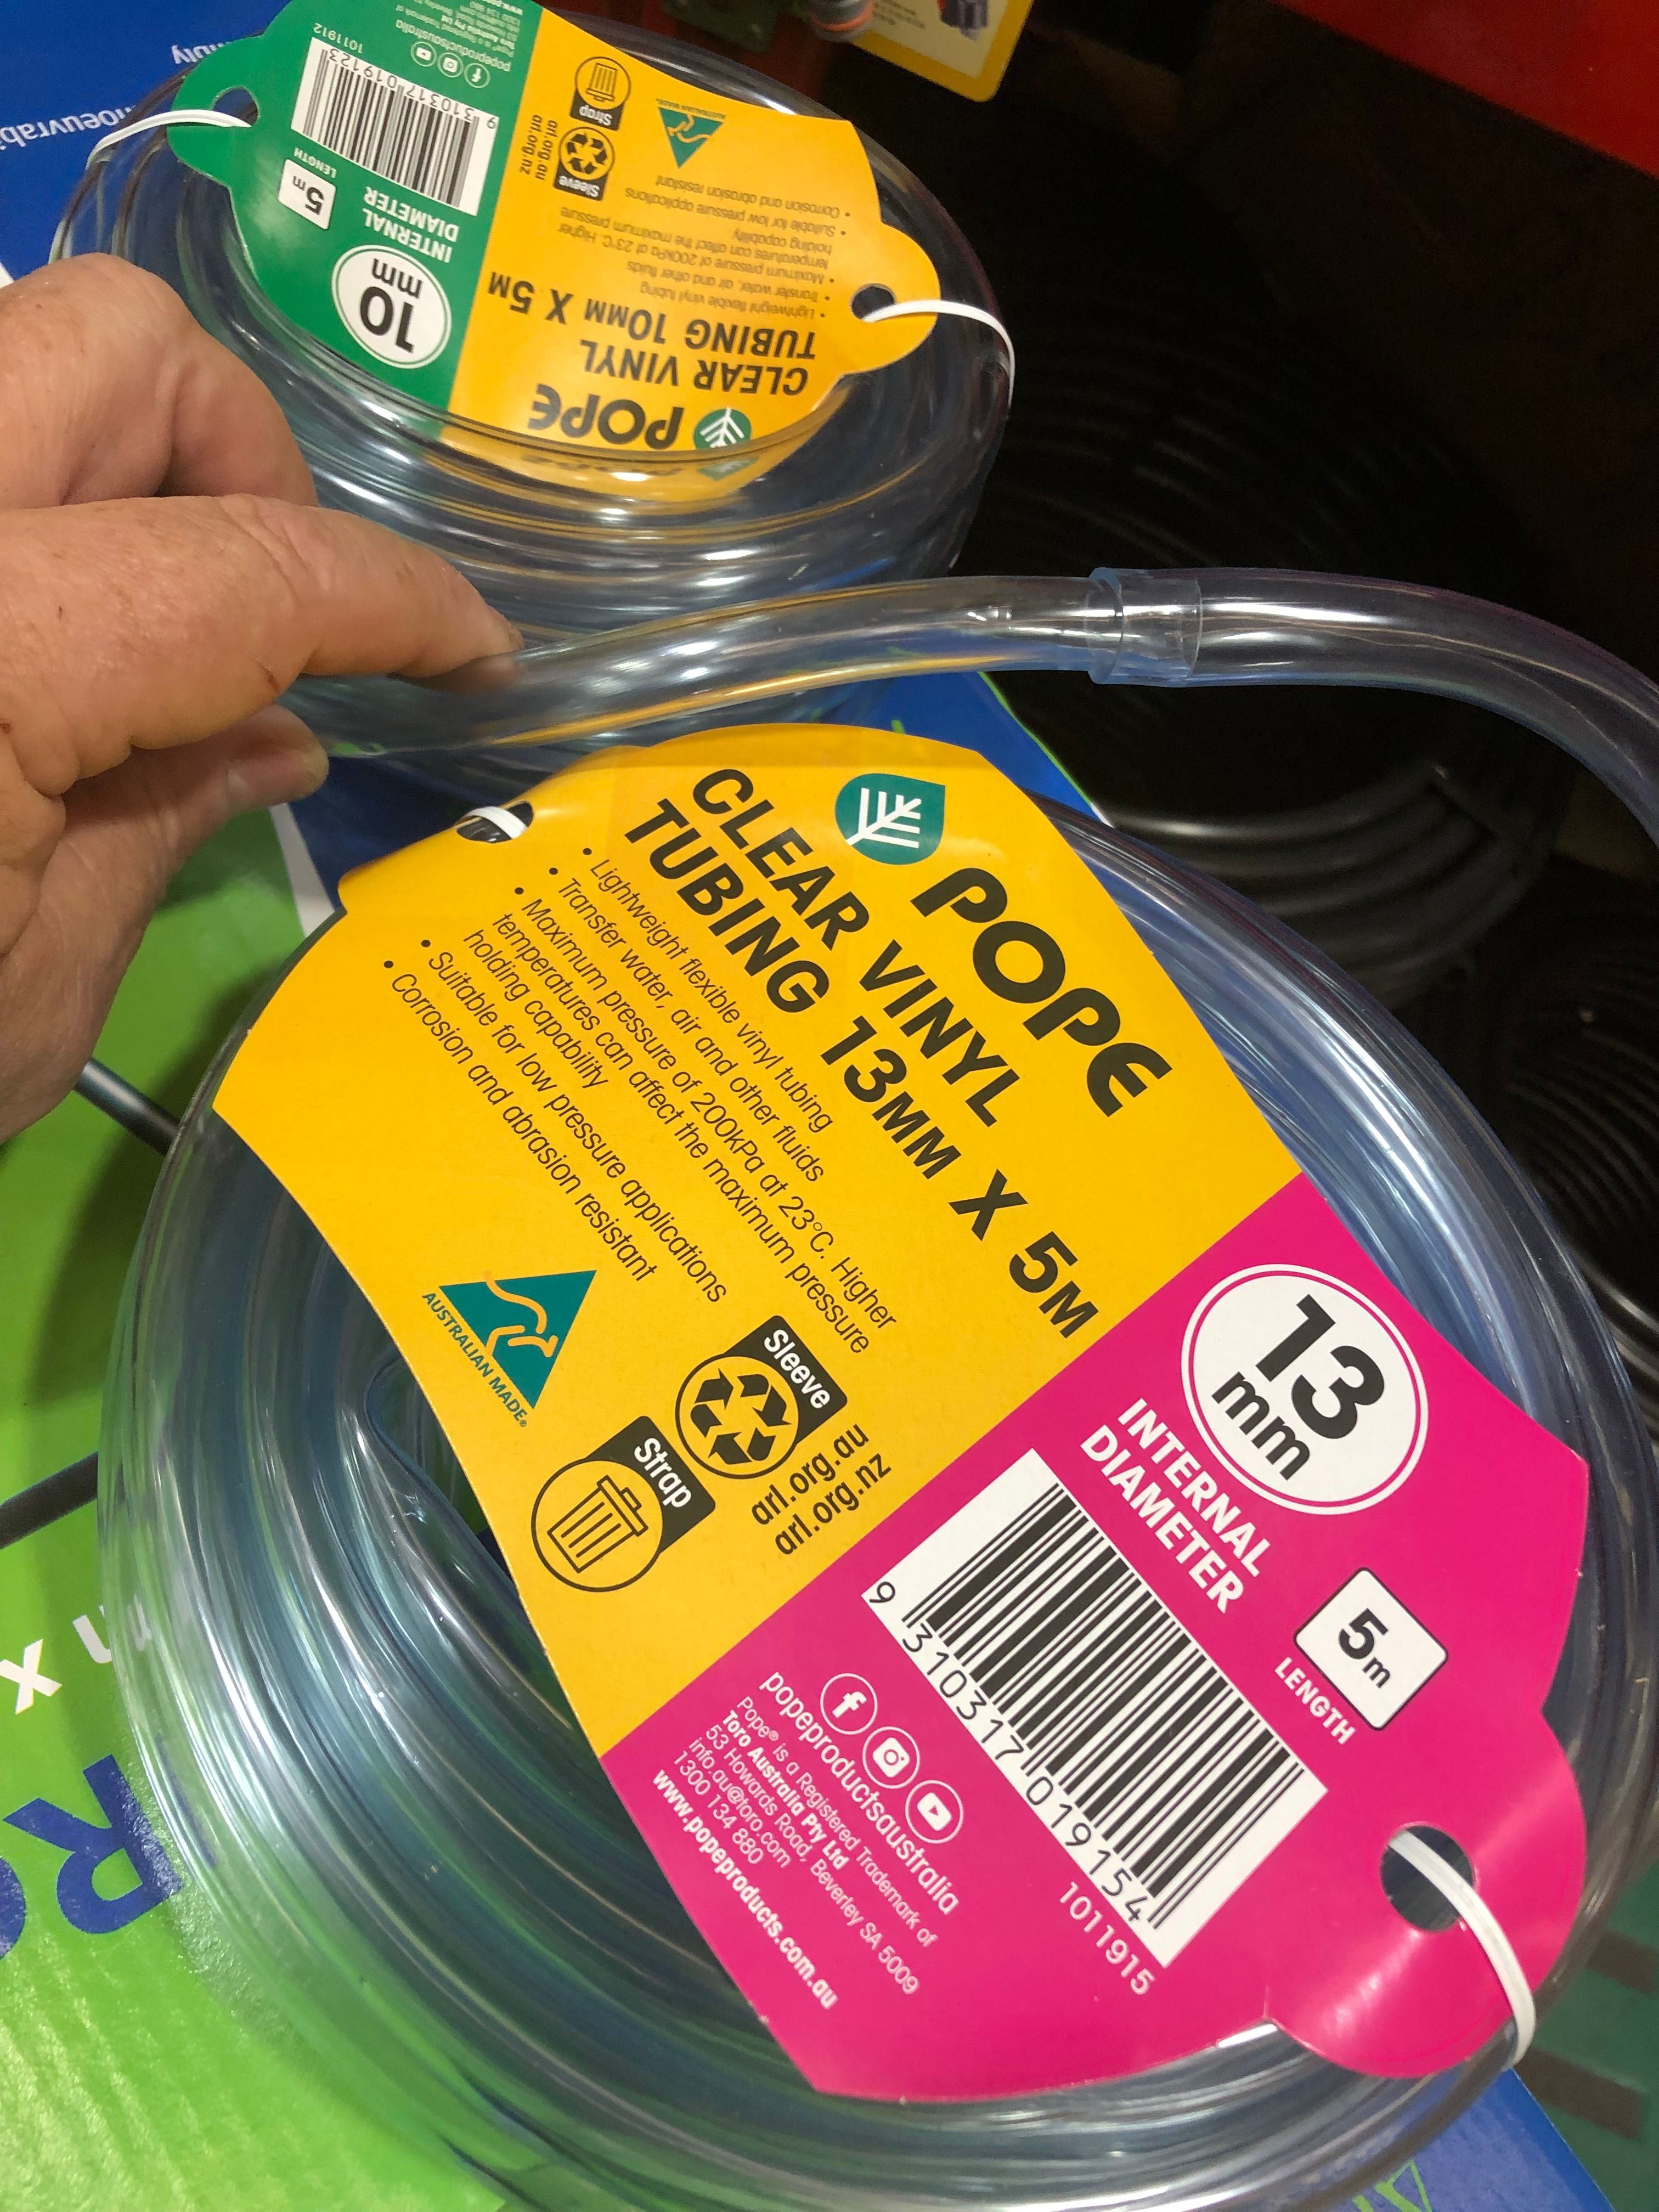 POPE
CLEAR VINYL
TUBING 10MM X 5M
• Lightweight flexible vinyl tubing
• Transfer water, air and other fluids
• Maximum pressure of 200kPa at 23°C. Higher
temperatures can affect the maximum pressure
holding capability
• Suitable for low pressure applications
• Corrosion and abrasion resistant
AUSTRALIAN MADE
Sleeve
Strap
arl.org.au
arl.org.nz
10
mm
INTERNAL
DIAMETER
5m
LENGTH
9 310317 019123
1011912
popeproductsaustralia
Toro Australia Pty Ltd
POPE
CLEAR VINYL
TUBING 13MM X 5M
• Lightweight flexible vinyl tubing
• Transfer water, air and other fluids
• Maximum pressure of 200kPa at 23°C. Higher
temperatures can affect the maximum pressure
holding capability
• Suitable for low pressure applications
• Corrosion and abrasion resistant
AUSTRALIAN MADE®
Sleeve
Strap
arl.org.au
arl.org.nz
13
mm
INTERNAL
DIAMETER
5m
LENGTH
9 310317 019154
1011915
popeproductsaustralia
Pope® is a Registered Trademark of
Toro Australia Pty Ltd
53 Howards Road, Beverley SA 5009
info.au@toro.com
1300 134 880
www.popeproducts.com.au
m x
R